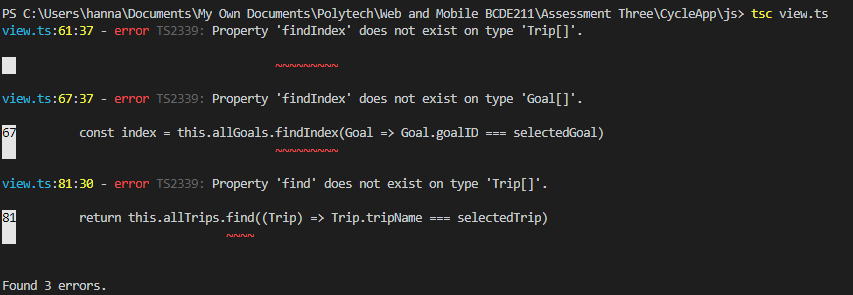 PS C:\Users\hanna\Documents\My Own Documents\Polytech\Web and Mobile BCDE211\Assessment Three\CycleApp\js> tsc view.ts
view.ts:61:37 - error TS2339: Property 'findIndex' does not exist on type 'Trip[]'.
~~~~~~~~~
view.ts:67:37 - error TS2339: Property 'findIndex' does not exist on type 'Goal[]'.
67 const index = this.allGoals.findIndex(Goal => Goal.goalID === selectedGoal)
~~~~~~~~~
view.ts:81:30 - error TS2339: Property 'find' does not exist on type 'Trip[]'.
81 return this.allTrips.find((Trip) => Trip.tripName === selectedTrip)
~~~~
Found 3 errors.